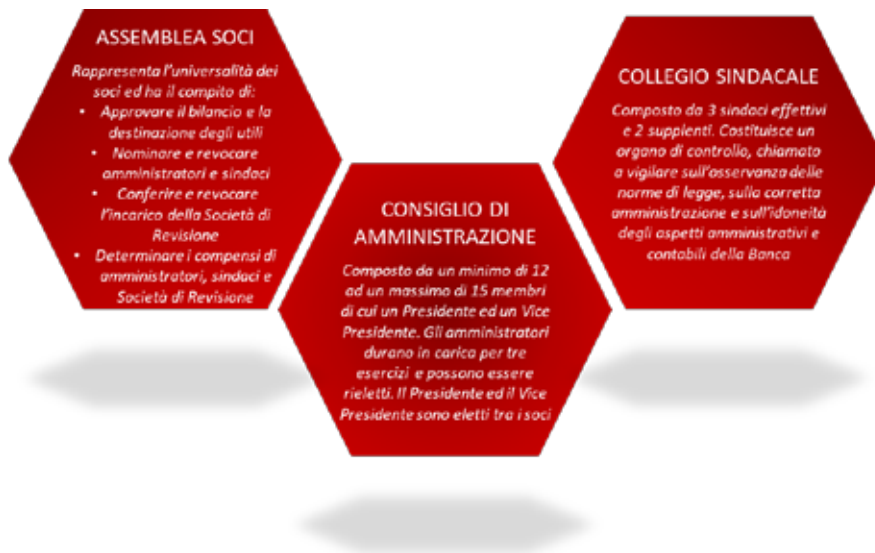 ASSEMBLEA SOCI
Rappresenta l'universalità dei
soci ed ha il compito di:
• Approvare il bilancio e la
destinazione degli utili
• Nominare e revocare
amministratori e sindaci
• Conferire e revocare
l'incarico della Società di
Revisione
• Determinare i compensi di
amministratori, sindaci e
Società di Revisione
CONSIGLIO DI
AMMINISTRAZIONE
Composto da un minimo di 12
ad un massimo di 15 membri
di cui un Presidente ed un Vice
Presidente. Gli amministratori
durano in carica per tre
esercizi e possono essere
rieletti. Il Presidente ed il Vice
Presidente sono eletti tra i soci
COLLEGIO SINDACALE
Composto da 3 sindaci effettivi
e 2 supplenti. Costituisce un
organo di controllo, chiamato
a vigilare sull'osservanza delle
norme di legge, sulla corretta
amministrazione e sull'idoneità
degli aspetti amministrativi e
contabili della Banca